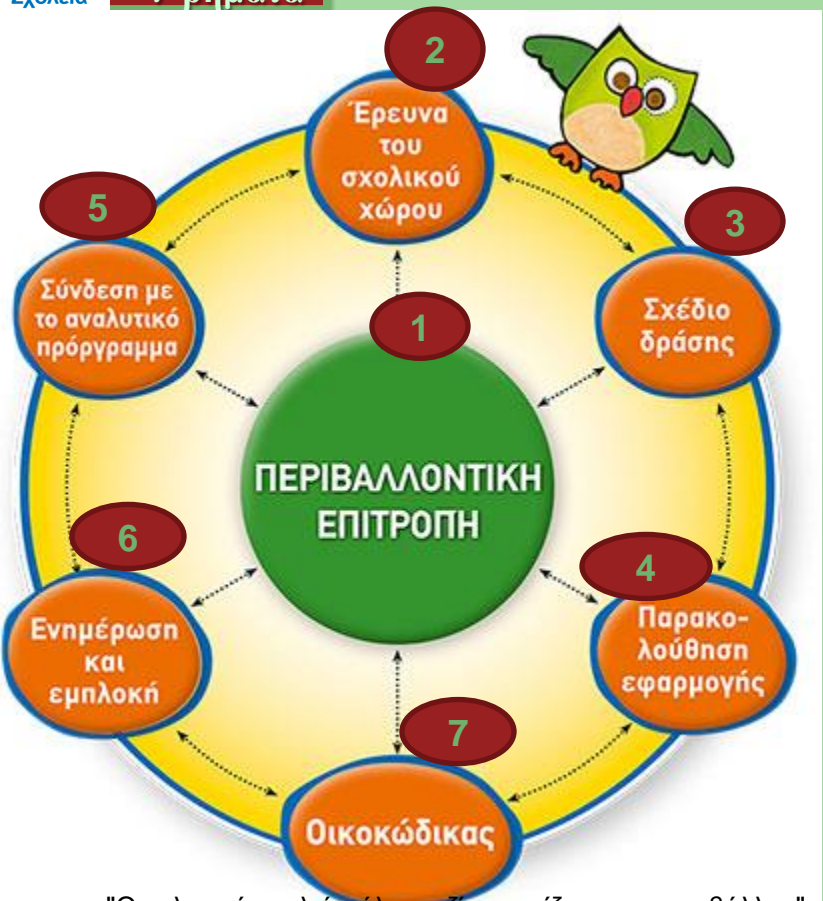 2
Έρευνα
του
σχολικού
χώρου
5
Σύνδεση με
το αναλυτικό
πρόργραμμα
3
Σχέδιο
δράσης
1
ΠΕΡΙΒΑΛΛΟΝΤΙΚΗ
ΕΠΙΤΡΟΠΗ
6
Ενημέρωση
και
εμπλοκή
4
Παρακο-
λούθηση
εφαρμογής
7
Οικοκώδικας